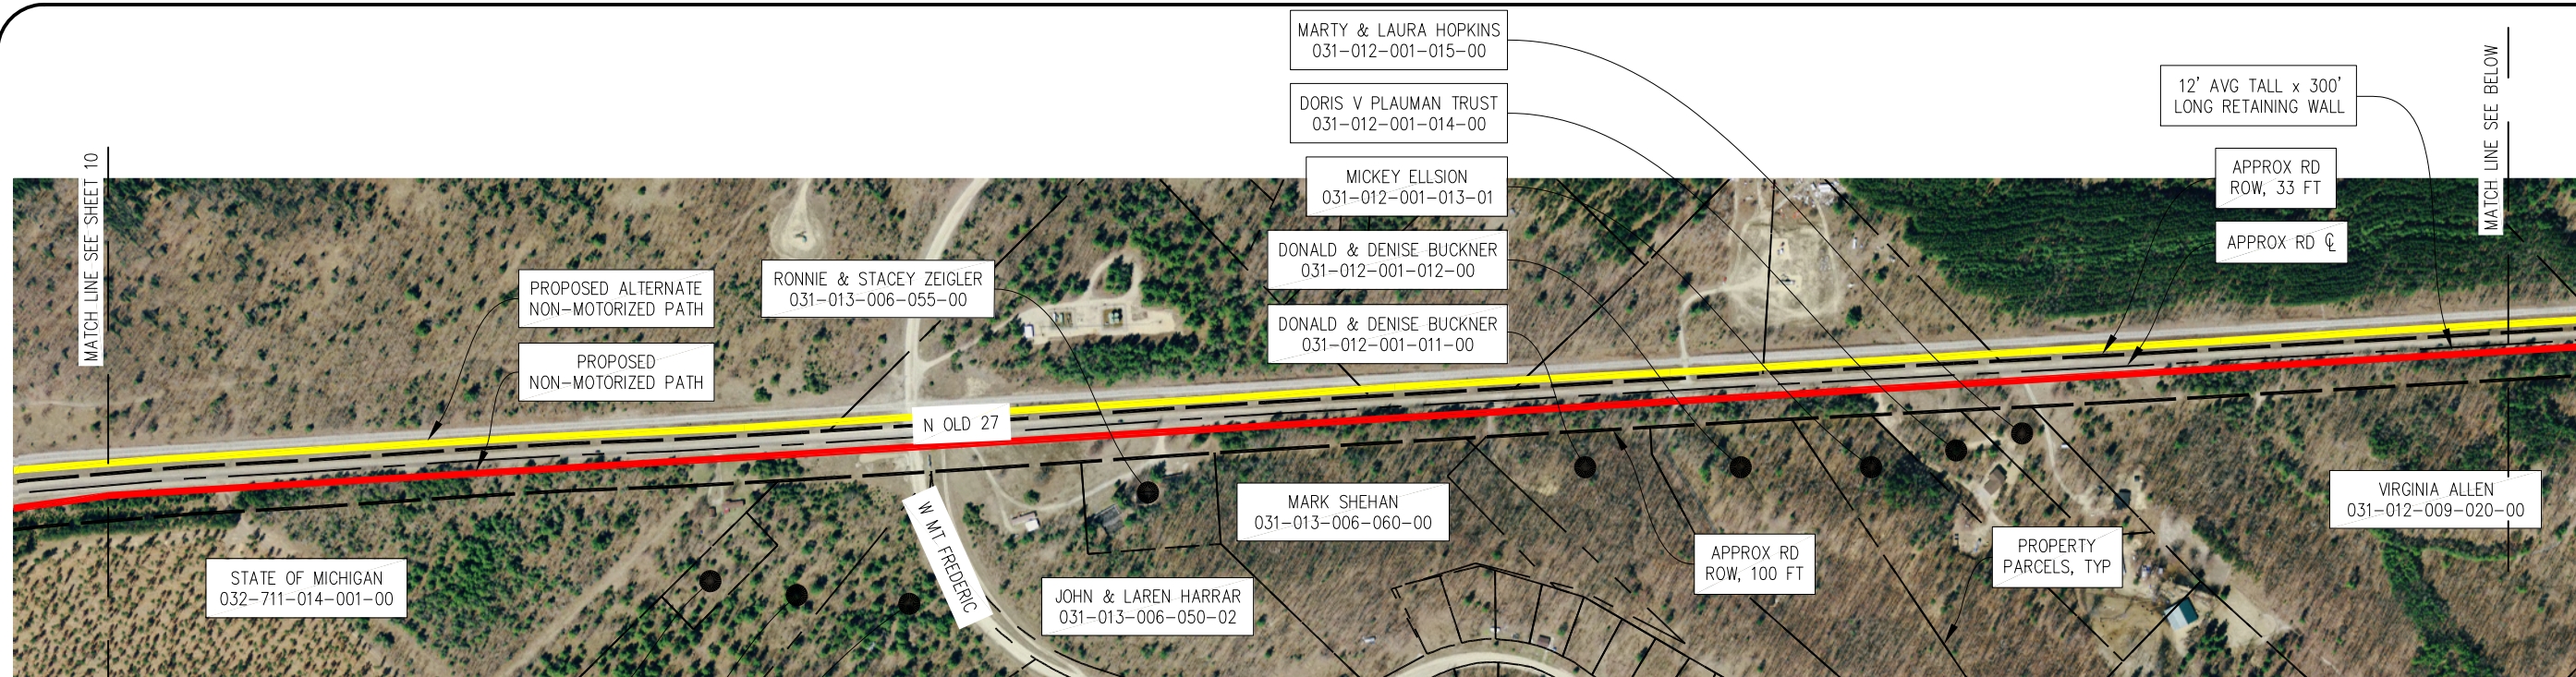 MARTY & LAURA HOPKINS
031-012-001-015-00
DORIS V PLAUMAN TRUST
031-012-001-014-00
MICKEY ELLSION
031-012-001-013-01
DONALD & DENISE BUCKNER
031-012-001-012-00
DONALD & DENISE BUCKNER
031-012-001-011-00
12' AVG TALL x 300'
LONG RETAINING WALL
MATCH LINE SEE BELOW
APPROX RD
ROW, 33 FT
APPROX RD ℄
MATCH LINE SEE SHEET 10
PROPOSED ALTERNATE
NON-MOTORIZED PATH
PROPOSED
NON-MOTORIZED PATH
RONNIE & STACEY ZEIGLER
031-013-006-055-00
N OLD 27
W MT FREDERIC
STATE OF MICHIGAN
032-711-014-001-00
JOHN & LAREN HARRAR
031-013-006-050-02
MARK SHEHAN
031-013-006-060-00
APPROX RD
ROW, 100 FT
PROPERTY
PARCELS, TYP
VIRGINIA ALLEN
031-012-009-020-00